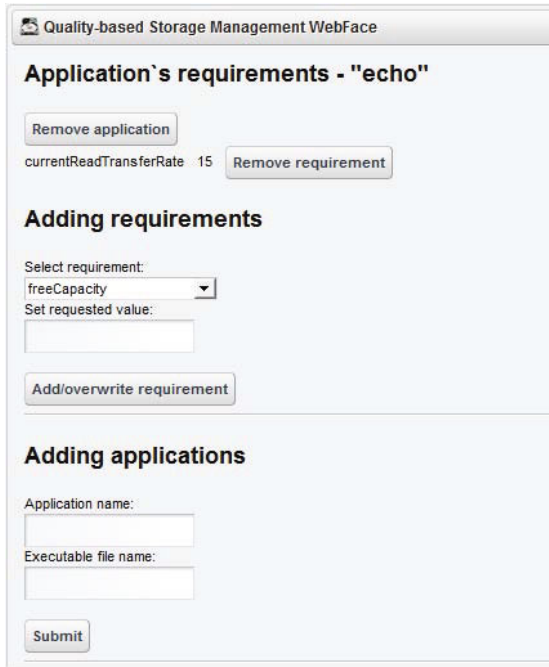 Quality-based Storage Management WebFace
Application`s requirements - "echo"
Remove application
currentReadTransferRate 15 Remove requirement
Adding requirements
Select requirement:
freeCapacity
Set requested value:
Add/overwrite requirement
Adding applications
Application name:
Executable file name:
Submit